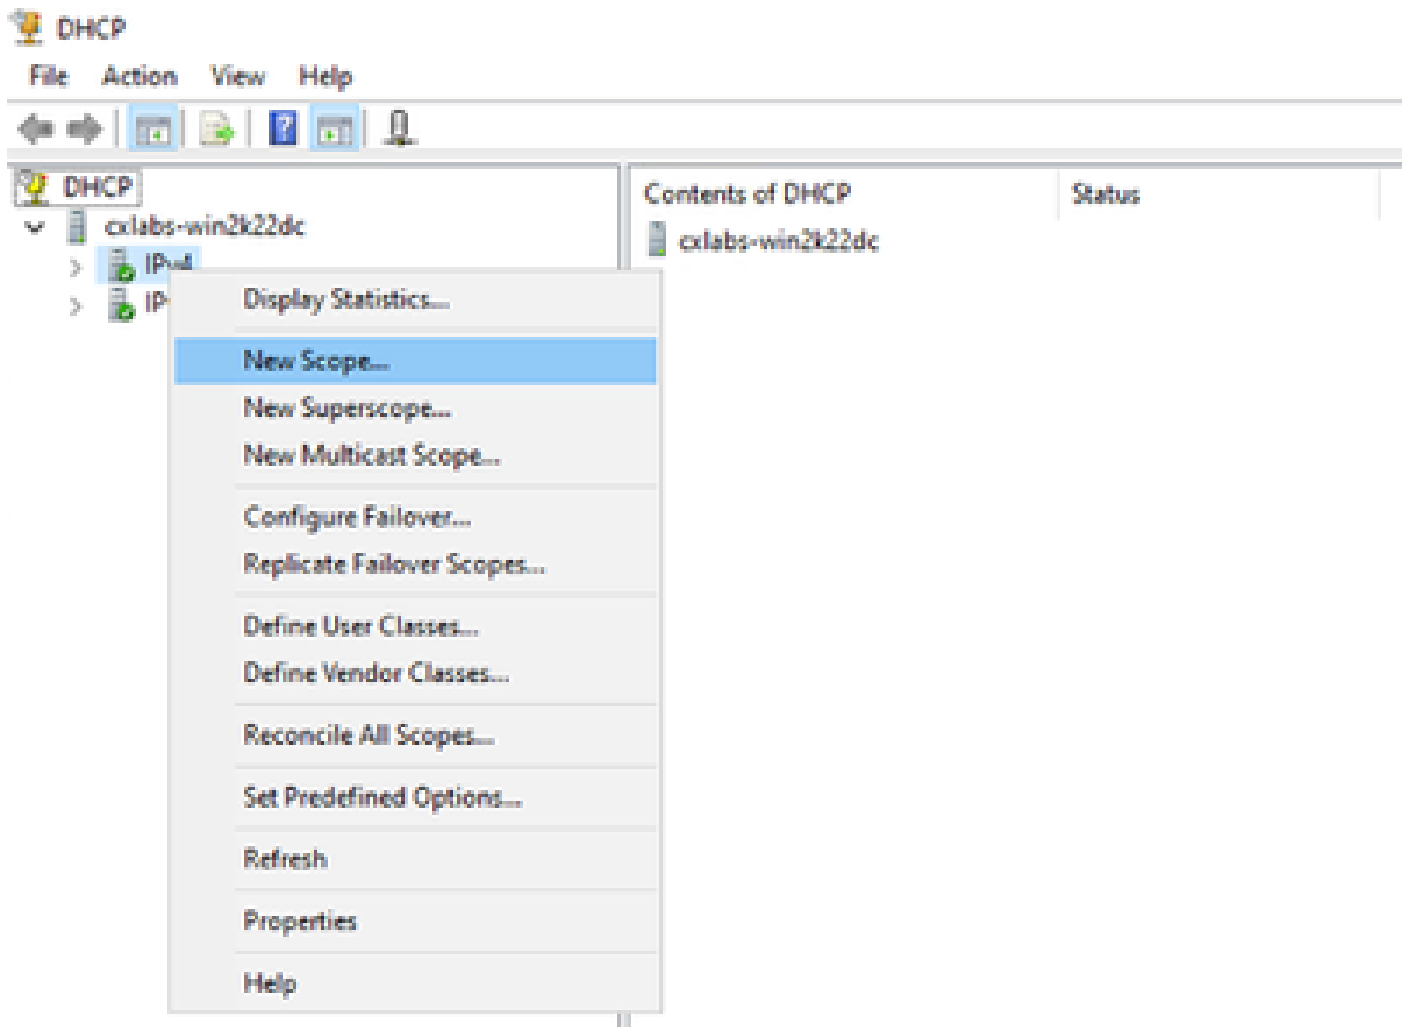 DHCP
File Action View Help
DHCP
cxlabs-win2k22dc
IPv4
IP
Contents of DHCP Status
cxlabs-win2k22dc
Display Statistics...
New Scope...
New Superscope...
New Multicast Scope...
Configure Failover...
Replicate Failover Scopes...
Define User Classes...
Define Vendor Classes...
Reconcile All Scopes...
Set Predefined Options...
Refresh
Properties
Help